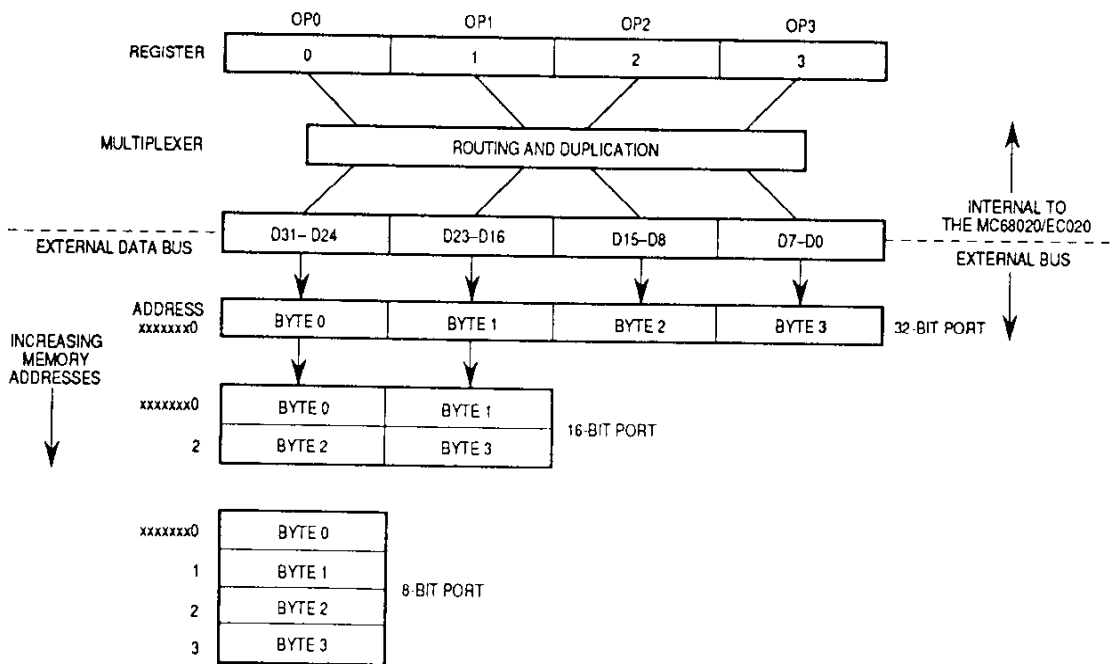 OP0 OP1 OP2 OP3
REGISTER 0 1 2 3
MULTIPLEXER ROUTING AND DUPLICATION
INTERNAL TO
THE MC68020/EC020
D31–D24 D23–D16 D15–D8 D7–D0
EXTERNAL DATA BUS
EXTERNAL BUS
ADDRESS
xxxxxxx0 BYTE 0 BYTE 1 BYTE 2 BYTE 3 32-BIT PORT
INCREASING
MEMORY
ADDRESSES
xxxxxxx0 BYTE 0 BYTE 1
16-BIT PORT
2 BYTE 2 BYTE 3
xxxxxxx0 BYTE 0
1 BYTE 1
8-BIT PORT
2 BYTE 2
3 BYTE 3